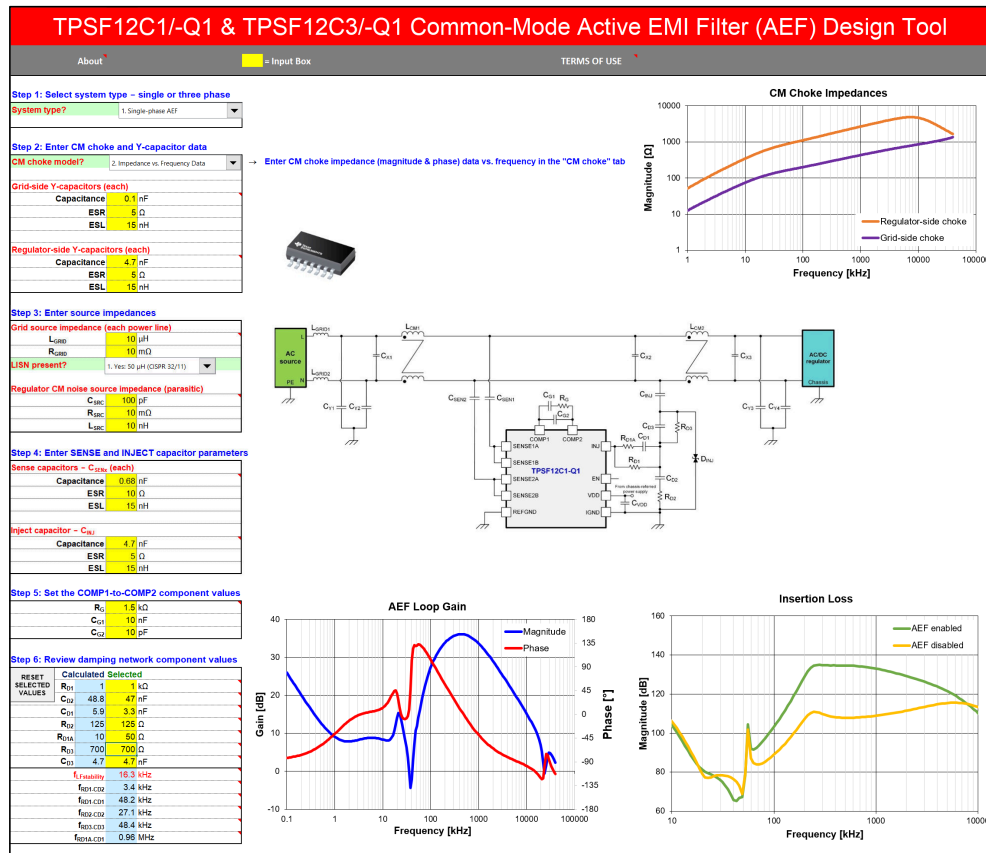 TPSF12C1/-Q1 & TPSF12C3/-Q1 Common-Mode Active EMI Filter (AEF) Design Tool
About = Input Box TERMS OF USE
Step 1: Select system type – single or three phase
System type? 1. Single-phase AEF
Step 2: Enter CM choke and Y-capacitor data
CM choke model? 2. Impedance vs. Frequency Data → Enter CM choke impedance (magnitude & phase) data vs. frequency in the "CM choke" tab
Grid-side Y-capacitors (each)
Capacitance 0.1 nF
ESR 5 Ω
ESL 15 nH
Regulator-side Y-capacitors (each)
Capacitance 4.7 nF
ESR 5 Ω
ESL 15 nH
CM Choke Impedances
Magnitude [Ω]
10000
1000
100
10
1
Regulator-side choke
Grid-side choke
1 10 100 1000 10000 100000
Frequency [kHz]
Step 3: Enter source impedances
Grid source impedance (each power line)
LGRID 10 µH
RGRID 10 mΩ
LISN present? 1. Yes: 50 µH (CISPR 32/11)
Regulator CM noise source impedance (parasitic)
CSRC 100 pF
RSRC 10 mΩ
LSRC 10 nH
Step 4: Enter SENSE and INJECT capacitor parameters
Sense capacitors – CSENx (each)
Capacitance 0.68 nF
ESR 10 Ω
ESL 15 nH
Inject capacitor – CINJ
Capacitance 4.7 nF
ESR 5 Ω
ESL 15 nH
LGRID1 LCM1 LCM2
L
AC source
PE N
LGRID2
CX1 CX2 CX3
AC/DC regulator
Chassis
CY1 CY2 CSEN2 CSEN1 CY3 CY4
CG1 RG
CG2
CINJ
CD3 RD3
COMP1 COMP2
RD1A CD1
RD1
DINJ
SENSE1A INJ
SENSE1B
TPSF12C1-Q1
SENSE2A EN
SENSE2B VDD
REFGND IGND
From chassis-referred power supply
CVDD
CD2
RD2
Step 5: Set the COMP1-to-COMP2 component values
RG 1.5 kΩ
CG1 10 nF
CG2 10 pF
Step 6: Review damping network component values
RESET SELECTED VALUES
Calculated Selected
RD1 1 1 kΩ
CD2 48.8 47 nF
CD1 5.9 3.3 nF
RD2 125 125 Ω
RD1A 10 50 Ω
RD3 700 700 Ω
CD3 4.7 4.7 nF
fLFstability 16.3 kHz
fRD1-CD2 3.4 kHz
fRD1-CD1 48.2 kHz
fRD2-CD2 27.1 kHz
fRD3-CD3 48.4 kHz
fRD1A-CD1 0.96 MHz
AEF Loop Gain
Gain [dB]
40
30
20
10
0
-10
Magnitude
Phase
180
135
90
45
0
-45
-90
-135
-180
Phase [°]
0.1 1 10 100 1000 10000 100000
Frequency [kHz]
Insertion Loss
Magnitude [dB]
160
140
120
100
80
60
AEF enabled
AEF disabled
10 100 1000 10000
Frequency [kHz]